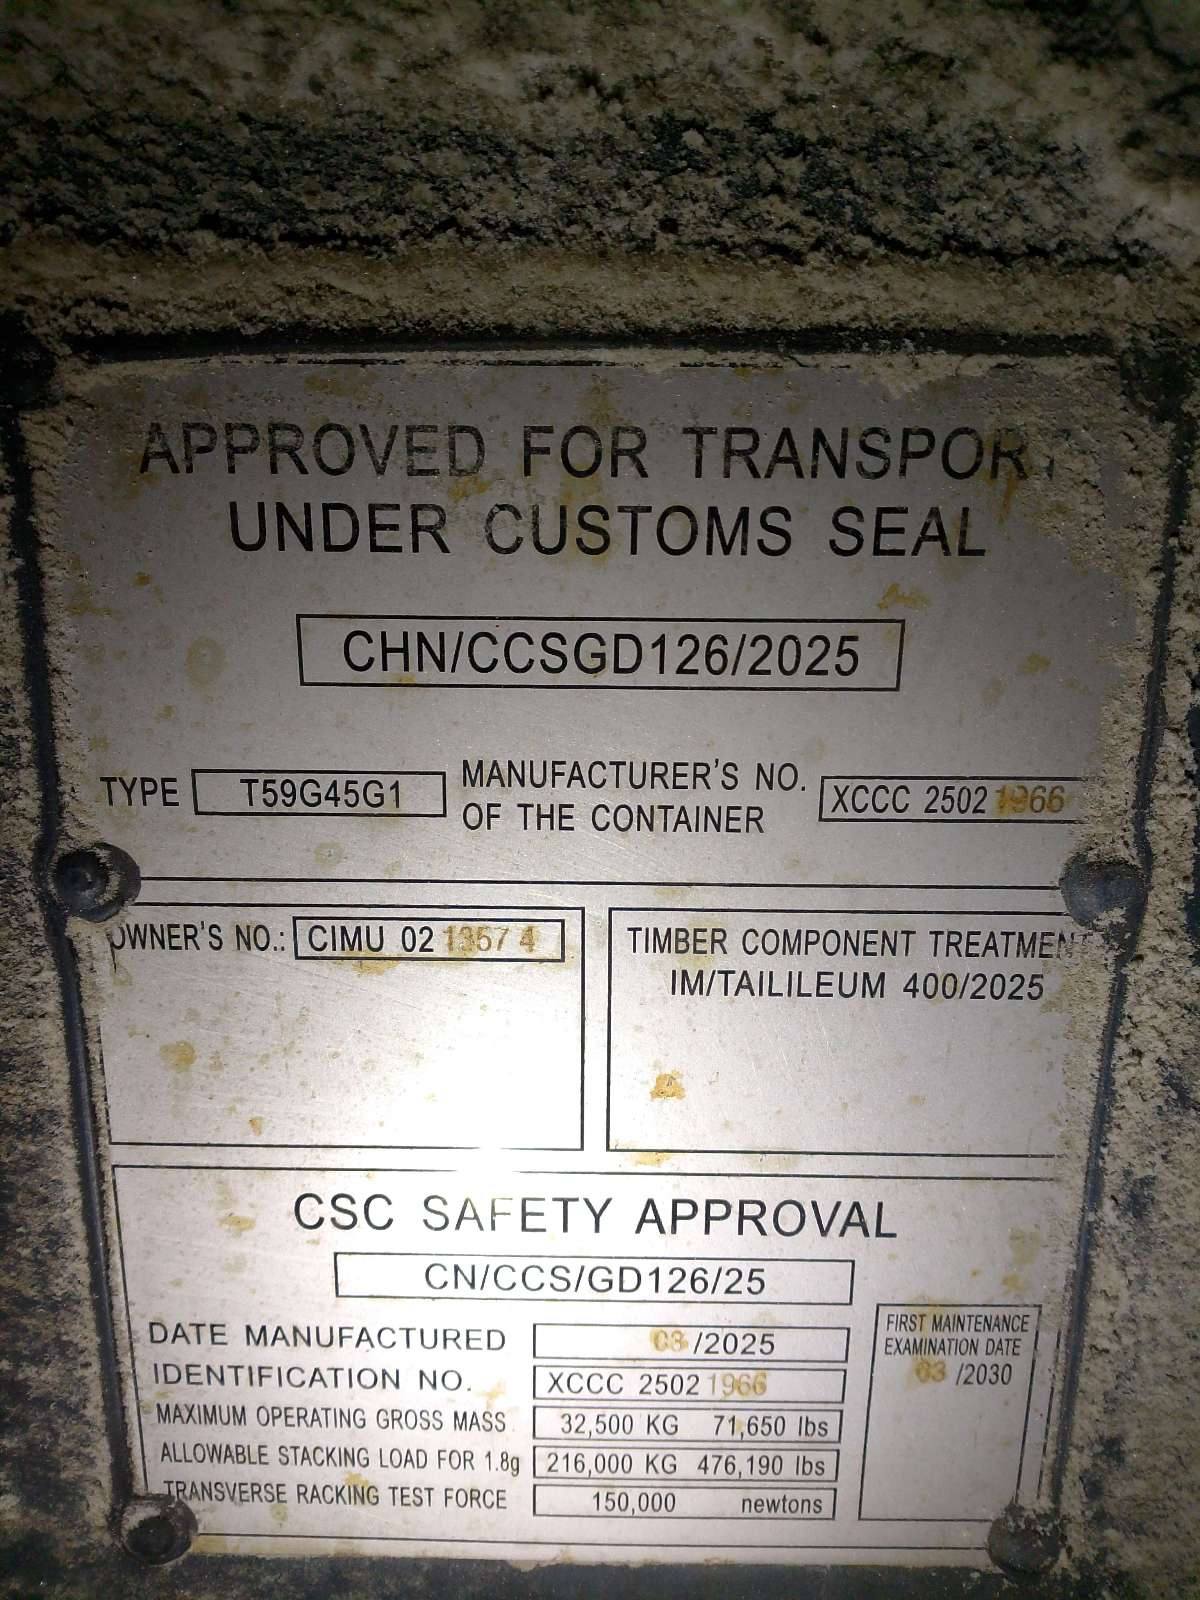 APPROVED FOR TRANSPORT
UNDER CUSTOMS SEAL
CHN/CCSGD126/2025
TYPE T59G45G1 MANUFACTURER'S NO. OF THE CONTAINER XCCC 2502 1966
OWNER'S NO.: CIMU 02 1367 4
TIMBER COMPONENT TREATMENT
IM/TAILILEUM 400/2025
CSC SAFETY APPROVAL
CN/CCS/GD126/25
DATE MANUFACTURED 03/2025
IDENTIFICATION NO. XCCC 2502 1966
MAXIMUM OPERATING GROSS MASS 32,500 KG 71,650 lbs
ALLOWABLE STACKING LOAD FOR 1.8g 216,000 KG 476,190 lbs
TRANSVERSE RACKING TEST FORCE 150,000 newtons
FIRST MAINTENANCE
EXAMINATION DATE
03 /2030